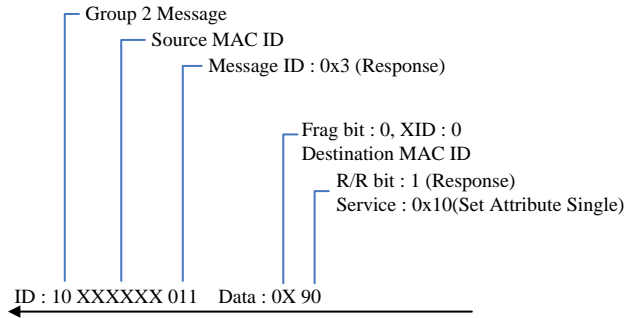 Group 2 Message
Source MAC ID
Message ID : 0x3 (Response)
Frag bit : 0, XID : 0
Destination MAC ID
R/R bit : 1 (Response)
Service : 0x10(Set Attribute Single)
ID : 10 XXXXXX 011 Data : 0X 90